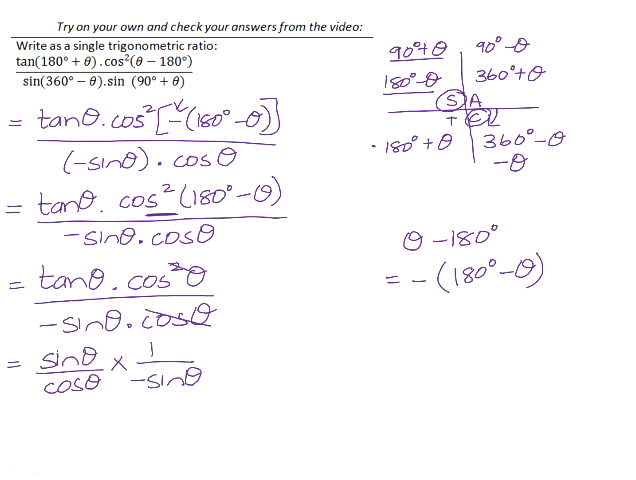 Try on your own and check your answers from the video:
Write as a single trigonometric ratio:
tan(180° + θ) . cos²(θ − 180°)
sin(360° − θ).sin (90° + θ)
= tanθ. cos²[-(180° -θ)]
(-sinθ) . cosθ
= tanθ. cos²(180° -θ)
-sinθ. cosθ
= tanθ. cos²θ
-sinθ. cosθ
= sinθ × 1
cosθ -sinθ
90°+θ 90°-θ
180°-θ 360°+θ
S A
T C
180°+θ 360°-θ
-θ
θ -180°
= -(180° -θ)